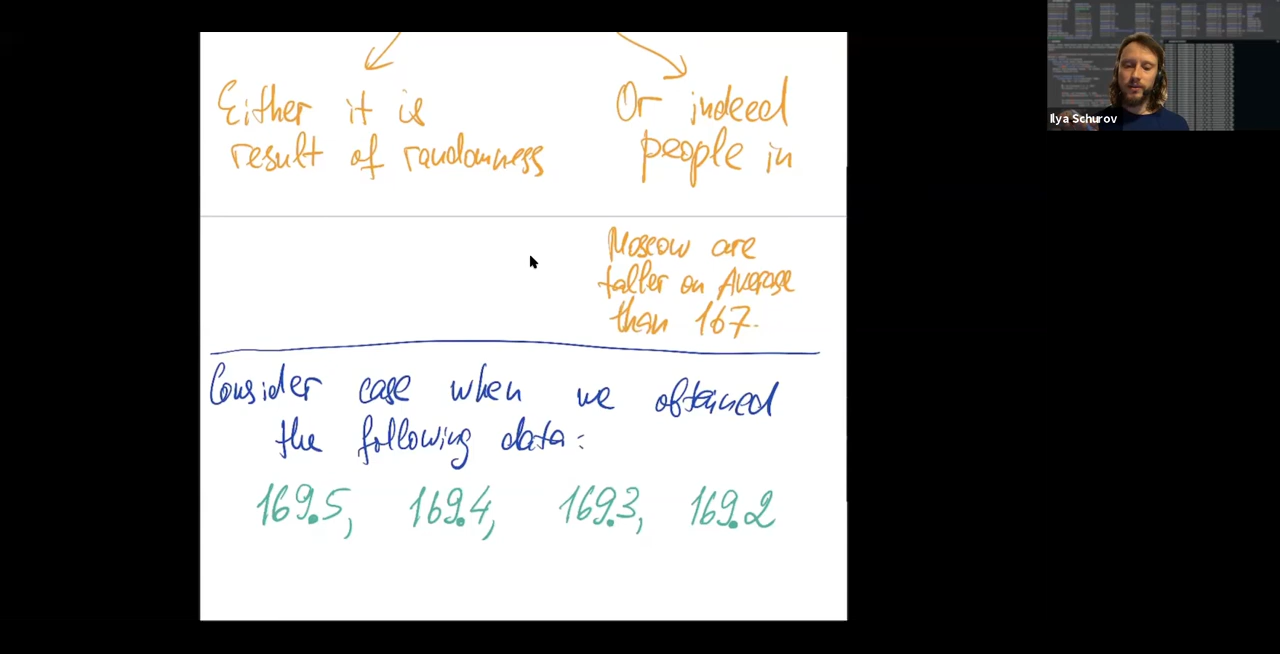 Either it is
result of randomness
Or indeed
people in
Moscow are
taller on Average
than 167.
Consider case when we obtained
the following data:
169.5, 169.4, 169.3, 169.2
Ilya Schurov